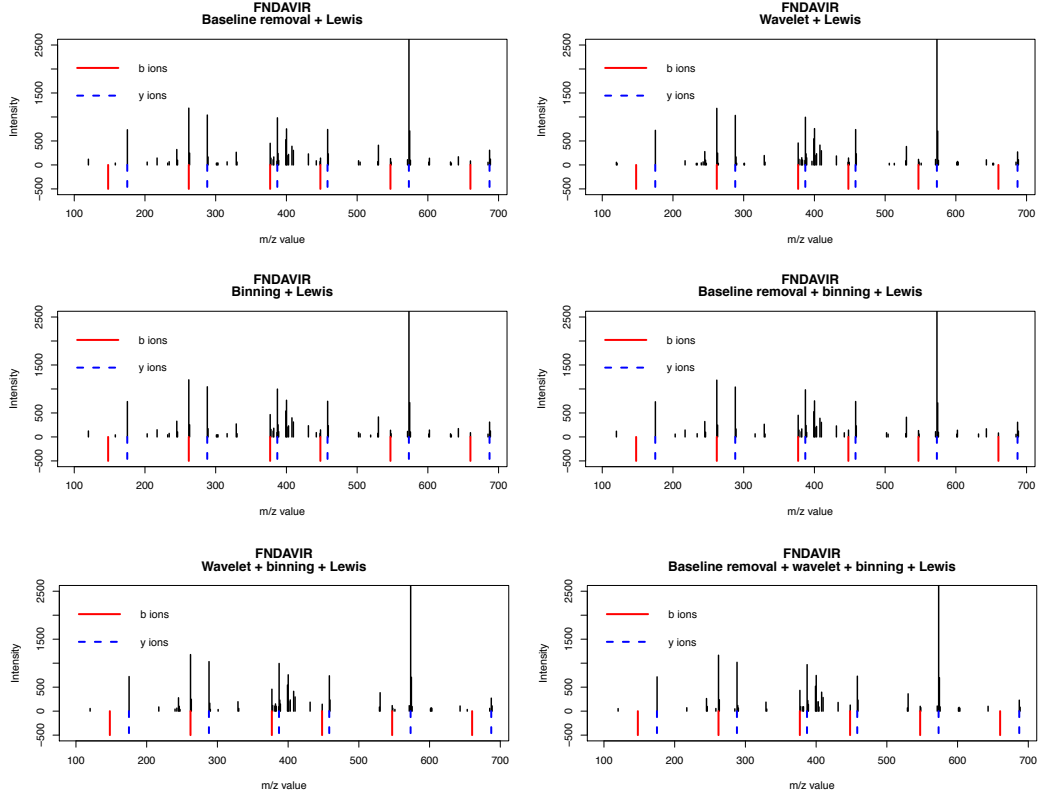 FNDAVIR
Baseline removal + Lewis
Intensity
2500
1500
500
0
−500
b ions
y ions
100 200 300 400 500 600 700
m/z value
FNDAVIR
Wavelet + Lewis
Intensity
2500
1500
500
0
−500
b ions
y ions
100 200 300 400 500 600 700
m/z value
FNDAVIR
Binning + Lewis
Intensity
2500
1500
500
0
−500
b ions
y ions
100 200 300 400 500 600 700
m/z value
FNDAVIR
Baseline removal + binning + Lewis
Intensity
2500
1500
500
0
−500
b ions
y ions
100 200 300 400 500 600 700
m/z value
FNDAVIR
Wavelet + binning + Lewis
Intensity
2500
1500
500
0
−500
b ions
y ions
100 200 300 400 500 600 700
m/z value
FNDAVIR
Baseline removal + wavelet + binning + Lewis
Intensity
2500
1500
500
0
−500
b ions
y ions
100 200 300 400 500 600 700
m/z value